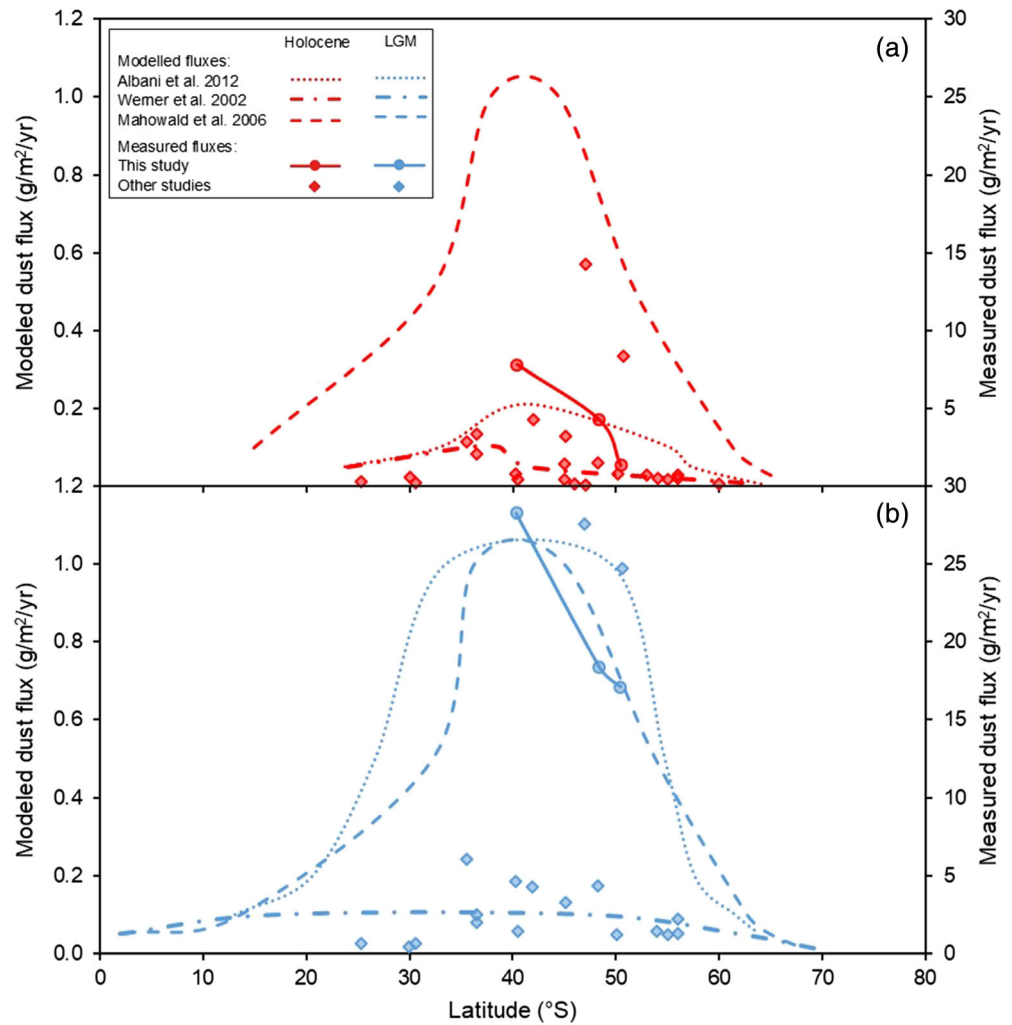 1.2
1.0
0.8
0.6
0.4
0.2
1.2
30
25
20
15
10
5
30
Modeled dust flux (g/m²/yr)
Measured dust flux (g/m²/yr)
(a)
Holocene LGM
Modelled fluxes:
Albani et al. 2012
Werner et al. 2002
Mahowald et al. 2006
Measured fluxes:
This study
Other studies
(b)
1.0
0.8
0.6
0.4
0.2
0.0
25
20
15
10
5
0
Modeled dust flux (g/m²/yr)
Measured dust flux (g/m²/yr)
0 10 20 30 40 50 60 70 80
Latitude (°S)